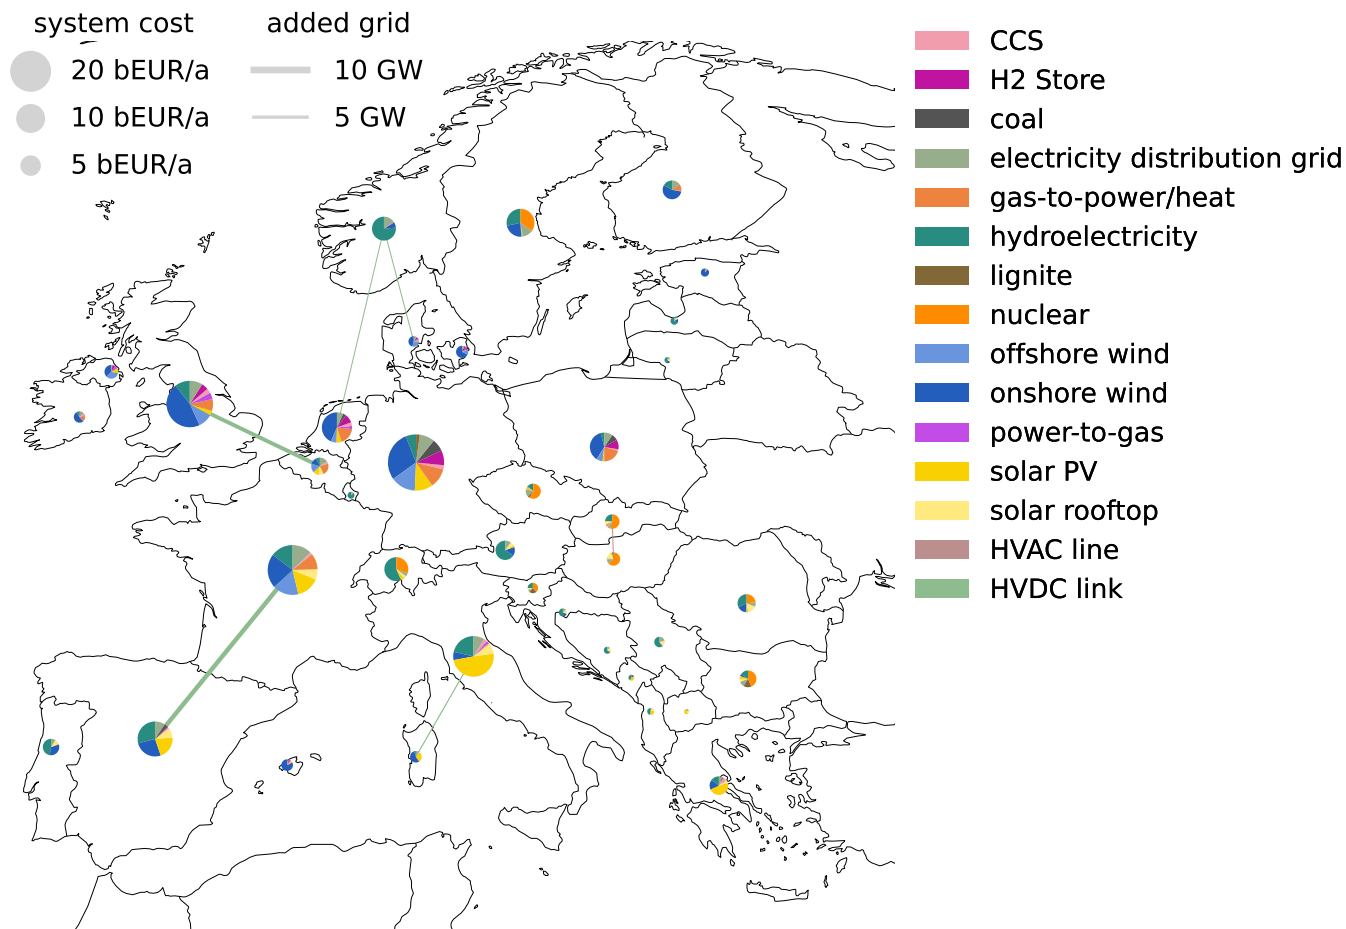 system cost
20 bEUR/a
10 bEUR/a
5 bEUR/a
added grid
10 GW
5 GW
CCS
H2 Store
coal
electricity distribution grid
gas-to-power/heat
hydroelectricity
lignite
nuclear
offshore wind
onshore wind
power-to-gas
solar PV
solar rooftop
HVAC line
HVDC link